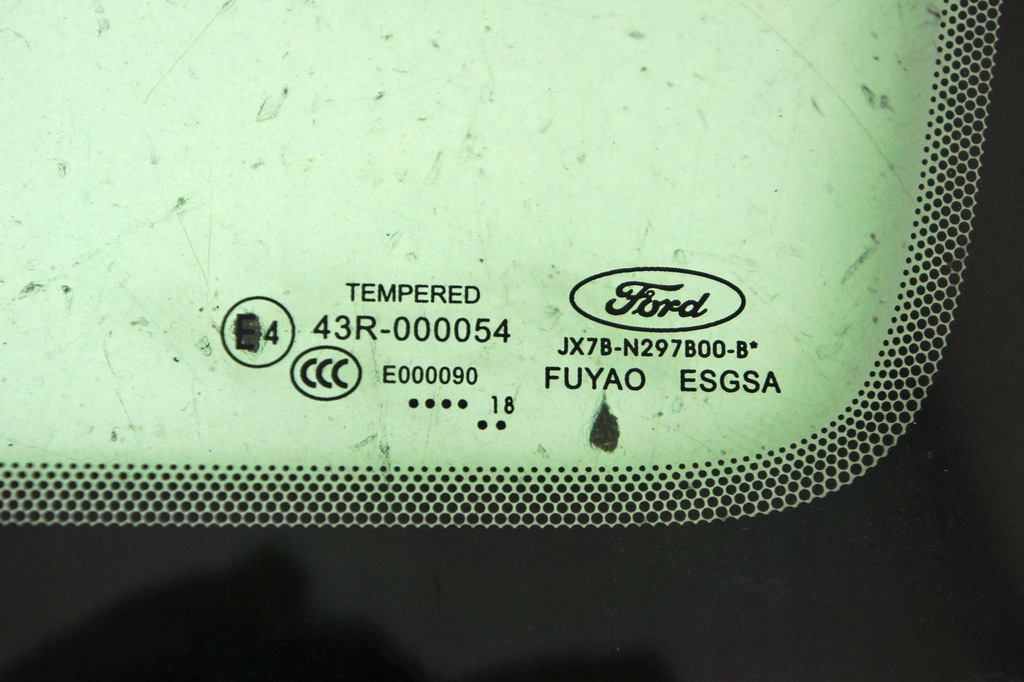 TEMPERED
E4 43R-000054
CCC E000090
18
Ford
JX7B-N297B00-B*
FUYAO ESGSA